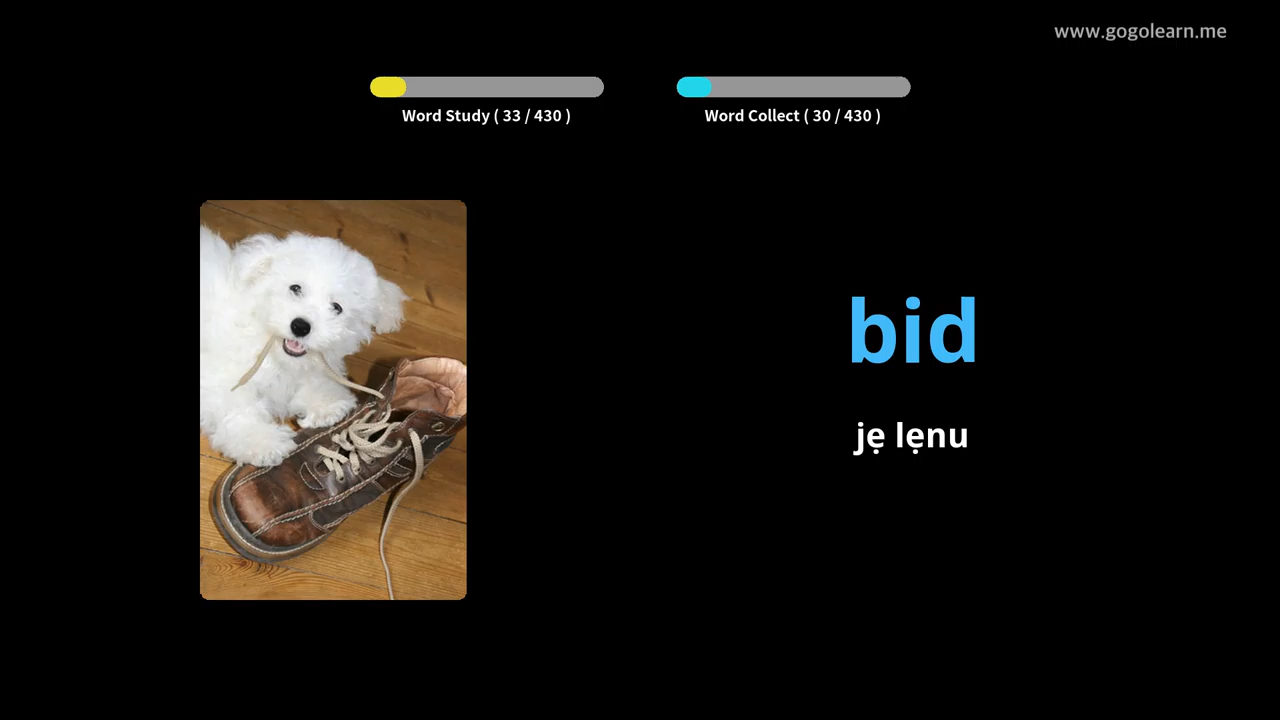 www.gogolearn.me
Word Study ( 33 / 430 )
Word Collect ( 30 / 430 )
bid
jẹ lẹnu